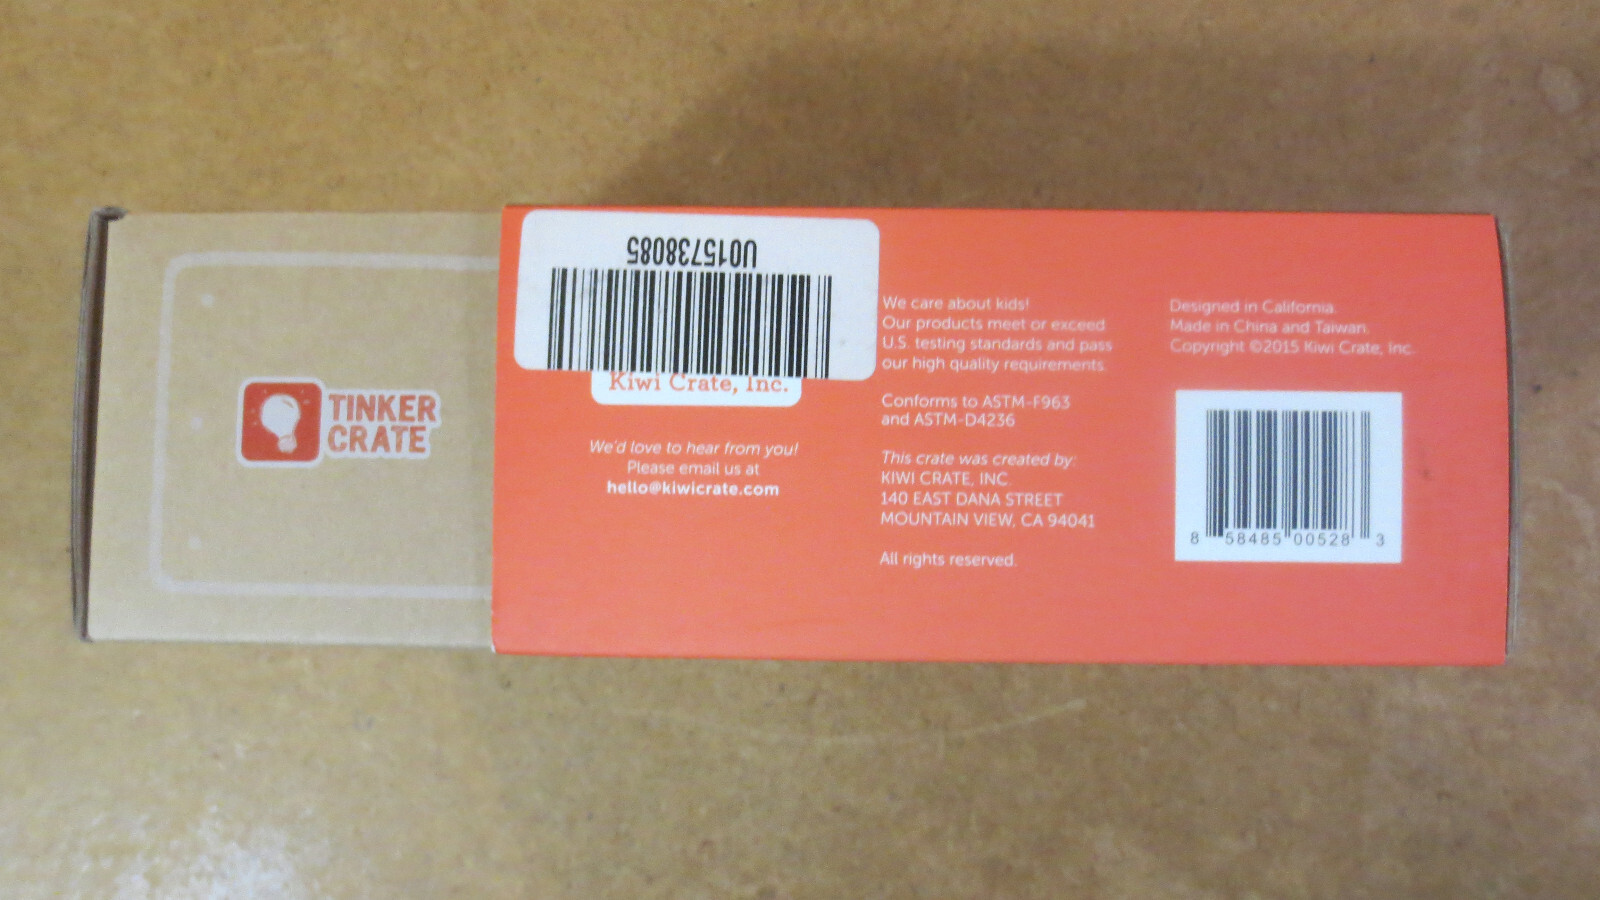 TINKER
CRATE
U015738085
Kiwi Crate, Inc.
We'd love to hear from you!
Please email us at
hello@kiwicrate.com
We care about kids!
Our products meet or exceed
U.S. testing standards and pass
our high quality requirements.
Conforms to ASTM-F963
and ASTM-D4236
This crate was created by:
KIWI CRATE, INC.
140 EAST DANA STREET
MOUNTAIN VIEW, CA 94041
All rights reserved.
Designed in California.
Made in China and Taiwan.
Copyright ©2015 Kiwi Crate, Inc.
8 58485 00528 3